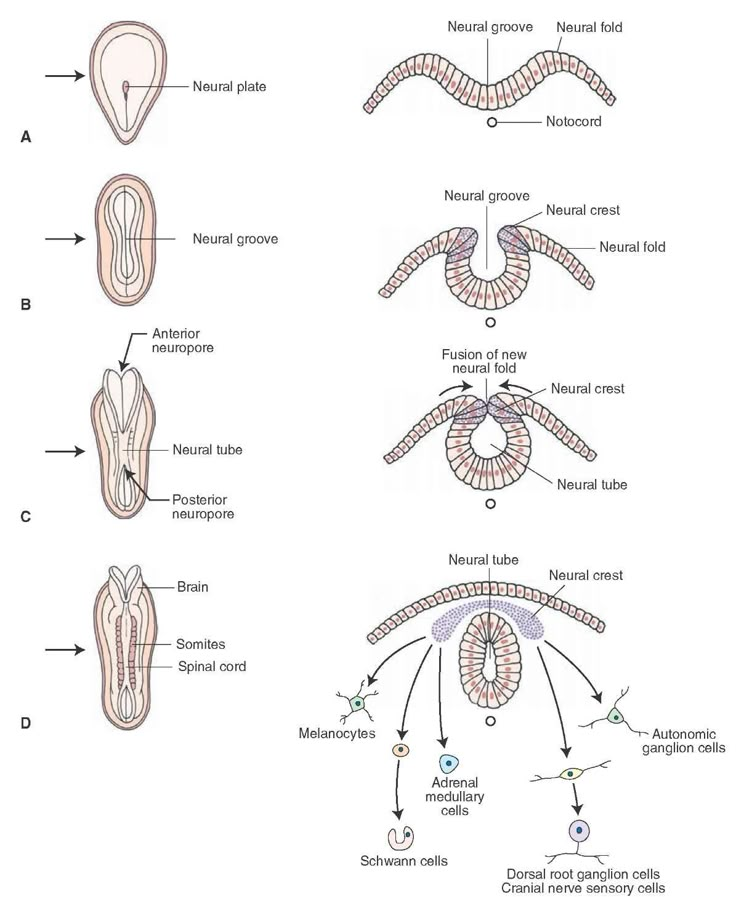 Neural groove
Neural fold
Neural plate
Notocord
A
Neural groove
Neural crest
Neural groove
Neural fold
B
Anterior
neuropore
Fusion of new
neural fold
Neural crest
Neural tube
Neural tube
Posterior
neuropore
C
Neural tube
Neural crest
Brain
Somites
Spinal cord
D
Melanocytes
Autonomic
ganglion cells
Adrenal
medullary
cells
Schwann cells
Dorsal root ganglion cells
Cranial nerve sensory cells